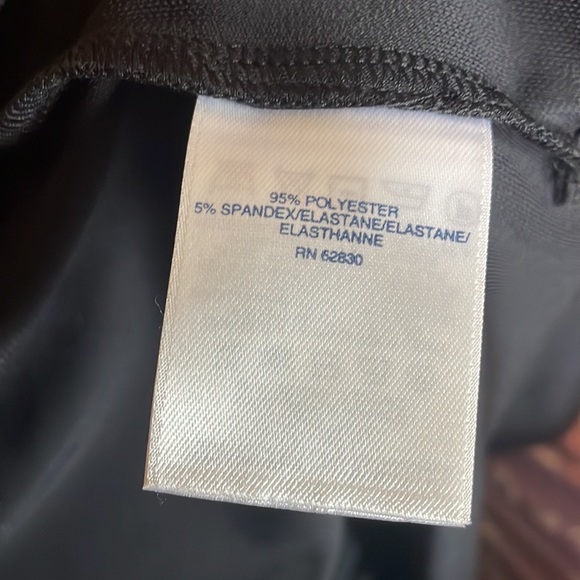 95% POLYESTER
5% SPANDEX/ELASTANE/ELASTANE/
ELASTHANNE
RN 62830